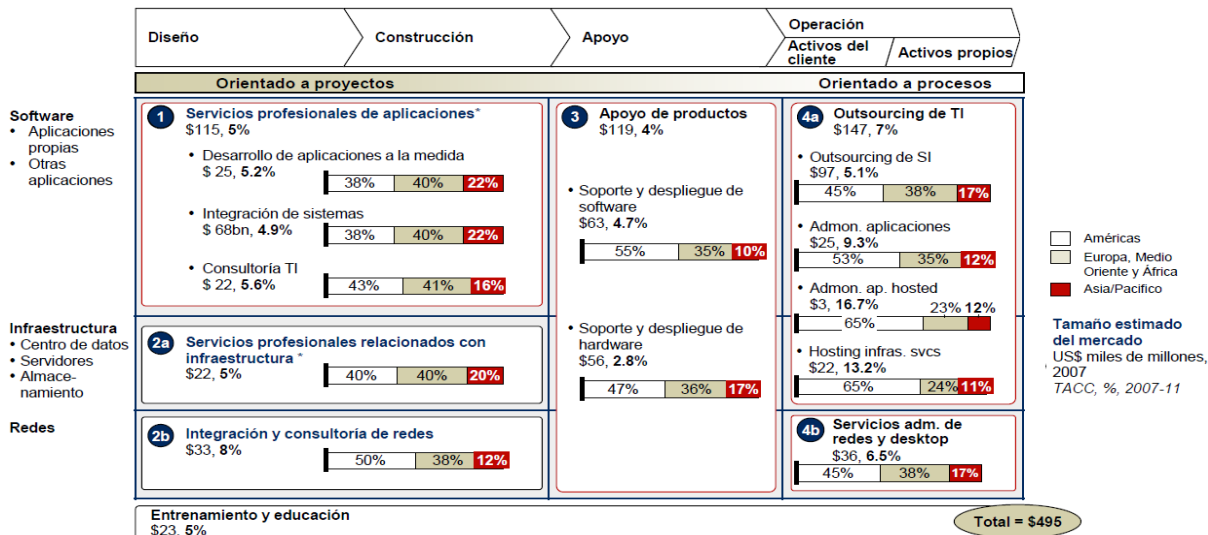 Diseño
Construcción
Apoyo
Operación
Activos del
cliente
Activos propios
Orientado a proyectos
Orientado a procesos
Software
• Aplicaciones
propias
• Otras
aplicaciones
1 Servicios profesionales de aplicaciones*
$115, 5%
• Desarrollo de aplicaciones a la medida
$ 25, 5.2%
38% 40% 22%
• Integración de sistemas
$ 68bn, 4.9%
38% 40% 22%
• Consultoría TI
$ 22, 5.6%
43% 41% 16%
3 Apoyo de productos
$119, 4%
• Soporte y despliegue de
software
$63, 4.7%
55% 35% 10%
• Soporte y despliegue de
hardware
$56, 2.8%
47% 36% 17%
4a Outsourcing de TI
$147, 7%
• Outsourcing de SI
$97, 5.1%
45% 38% 17%
• Admon. aplicaciones
$25, 9.3%
53% 35% 12%
• Admon. ap. hosted
$3, 16.7%
23% 12%
65%
• Hosting infras. svcs
$22, 13.2%
65% 24% 11%
Américas
Europa, Medio
Oriente y África
Asia/Pacifico
Tamaño estimado
del mercado
US$ miles de millones,
2007
TACC, %, 2007-11
Infraestructura
• Centro de datos
• Servidores
• Almace-
namiento
2a Servicios profesionales relacionados con
infraestructura *
$22, 5%
40% 40% 20%
Redes
2b Integración y consultoría de redes
$33, 8%
50% 38% 12%
4b Servicios adm. de
redes y desktop
$36, 6.5%
45% 38% 17%
Entrenamiento y educación
$23, 5%
Total = $495